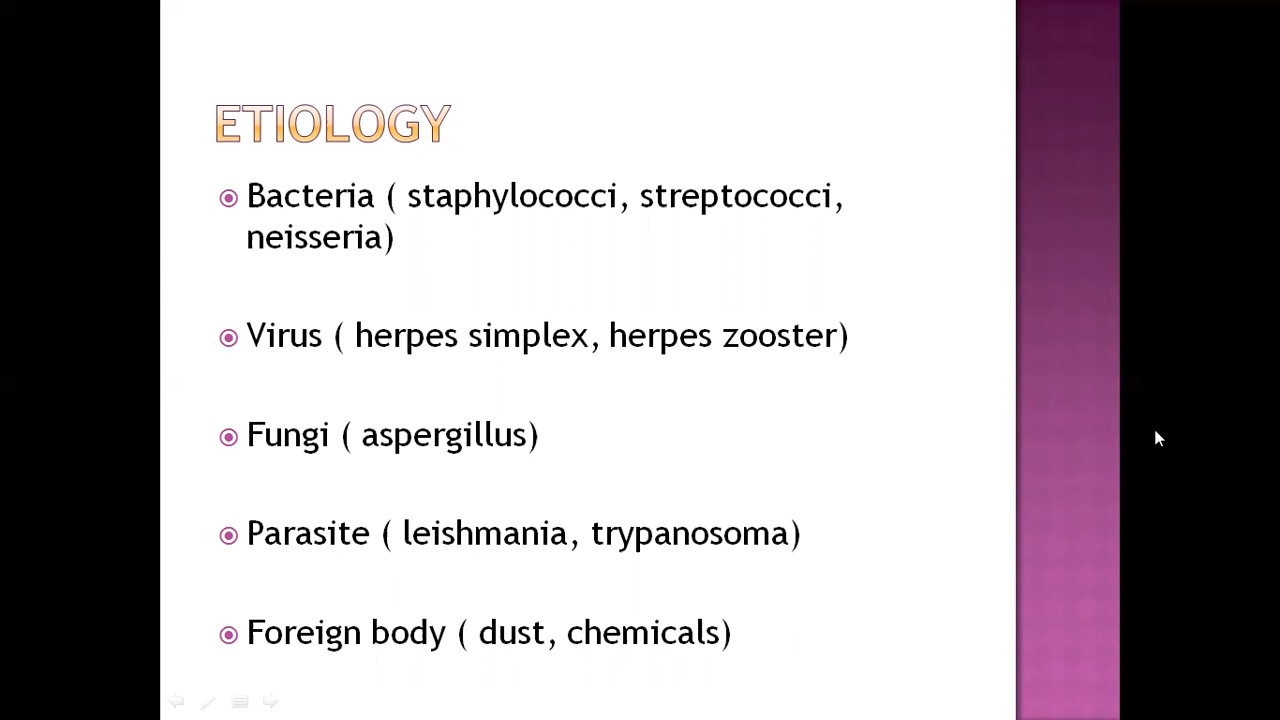 ETIOLOGY
Bacteria ( staphylococci, streptococci,
neisseria)
Virus ( herpes simplex, herpes zooster)
Fungi ( aspergillus)
Parasite ( leishmania, trypanosoma)
Foreign body ( dust, chemicals)